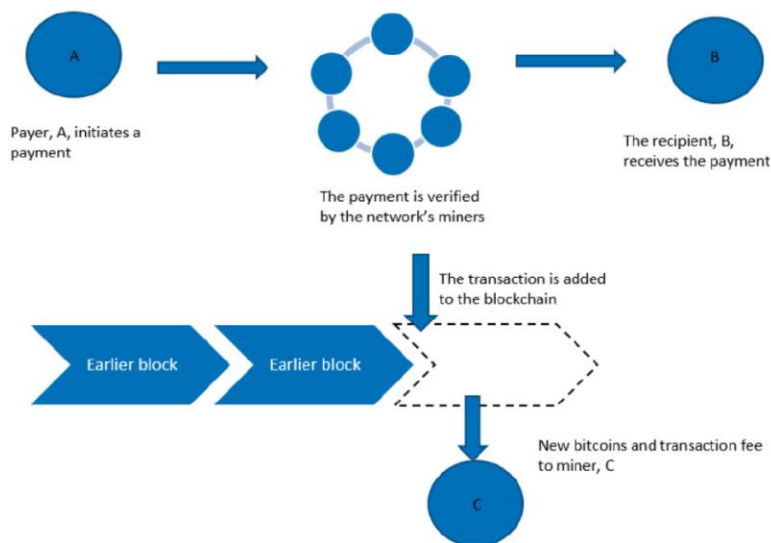 A
B
Payer, A, initiates a
payment
The recipient, B,
receives the payment
The payment is verified
by the network's miners
The transaction is added
to the blockchain
Earlier block
Earlier block
New bitcoins and transaction fee
to miner, C
C